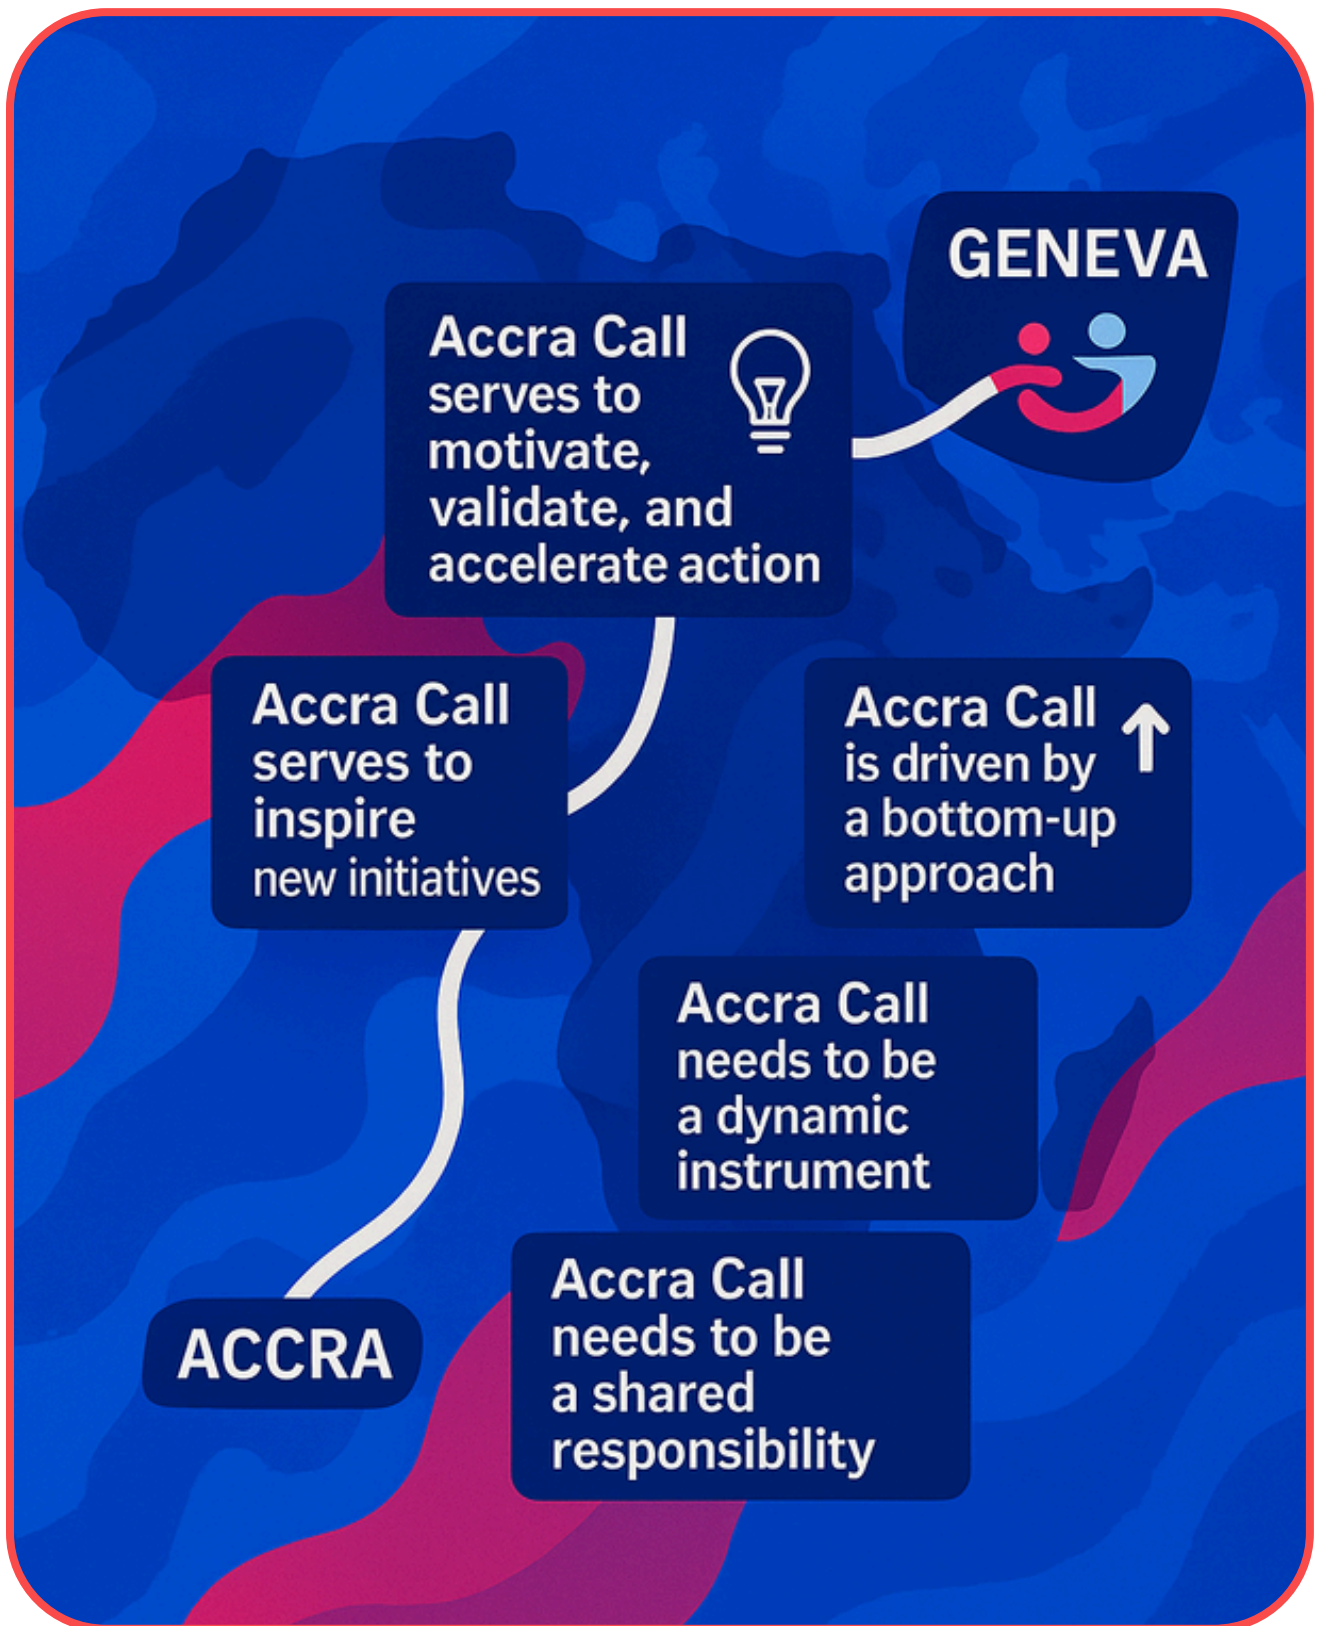 GENEVA
Accra Call
serves to
motivate,
validate, and
accelerate action
Accra Call
serves to
inspire
new initiatives
Accra Call
is driven by
a bottom-up
approach
Accra Call
needs to be
a dynamic
instrument
Accra Call
needs to be
a shared
responsibility
ACCRA